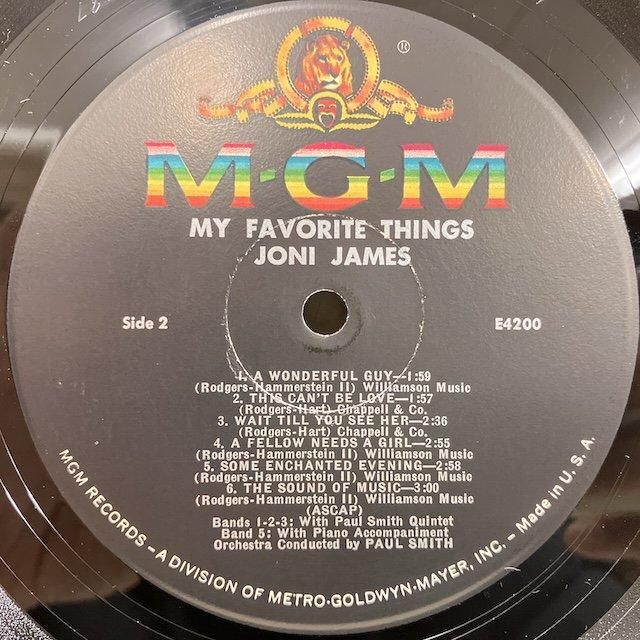 ®
M-G-M
MY FAVORITE THINGS
JONI JAMES
Side 2
E4200
1. A WONDERFUL GUY—1:59
(Rodgers-Hammerstein II) Williamson Music
2. THIS CAN'T BE LOVE—1:57
(Rodgers-Hart) Chappell & Co.
3. WAIT TILL YOU SEE HER—2:36
(Rodgers-Hart) Chappell & Co.
4. A FELLOW NEEDS A GIRL—2:55
(Rodgers-Hammerstein II) Williamson Music
5. SOME ENCHANTED EVENING—2:58
(Rodgers-Hammerstein II) Williamson Music
6. THE SOUND OF MUSIC—3:00
(Rodgers-Hammerstein II) Williamson Music
(ASCAP)
Bands 1-2-3: With Paul Smith Quintet
Band 5: With Piano Accompaniment
Orchestra Conducted by PAUL SMITH
MGM RECORDS – A DIVISION OF METRO-GOLDWYN-MAYER, INC. – Made in U. S. A.